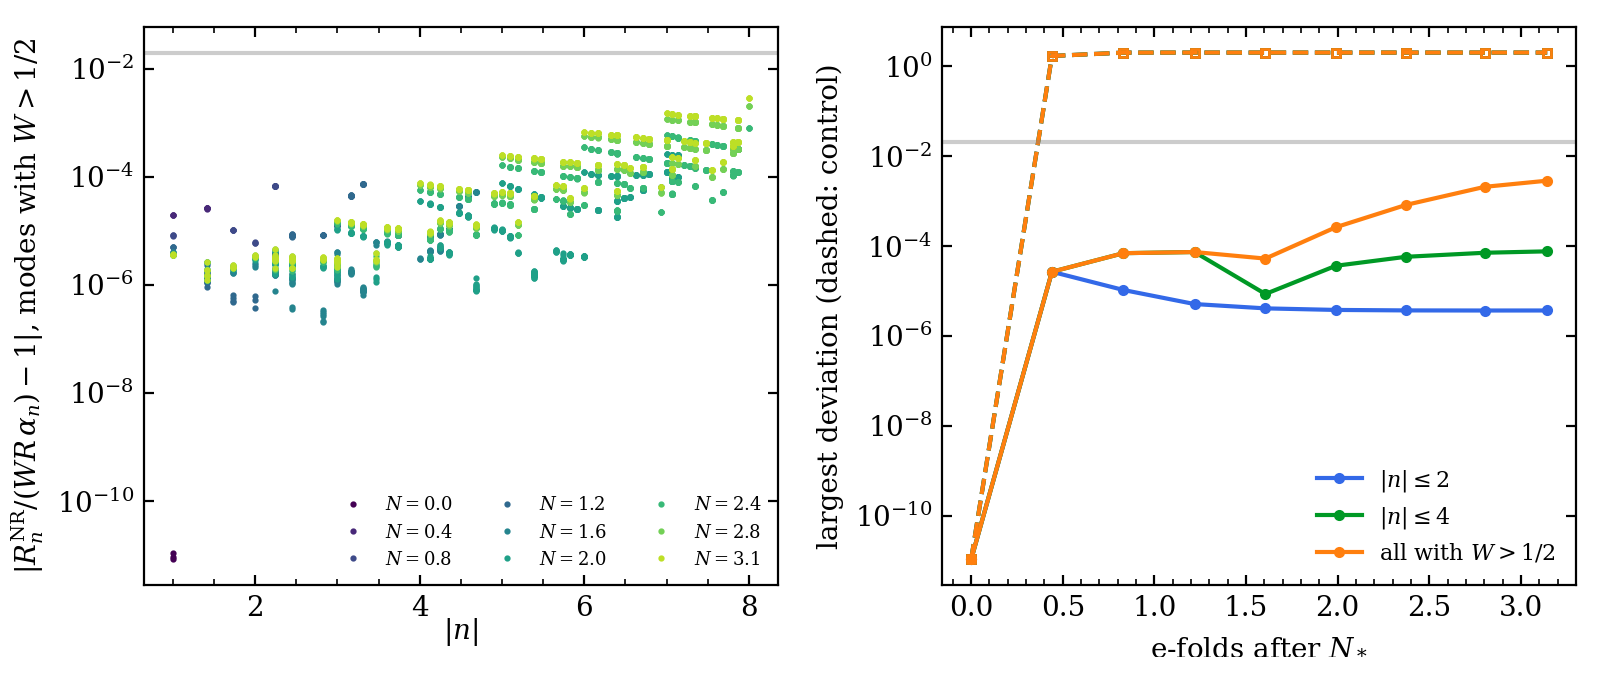 |R_n^NR/(WR α_n) − 1|, modes with W > 1/2
10^−2
10^−4
10^−6
10^−8
10^−10
N = 0.0
N = 0.4
N = 0.8
N = 1.2
N = 1.6
N = 2.0
N = 2.4
N = 2.8
N = 3.1
2 4 6 8
|n|
largest deviation (dashed: control)
10^0
10^−2
10^−4
10^−6
10^−8
10^−10
|n| ≤ 2
|n| ≤ 4
all with W > 1/2
0.0 0.5 1.0 1.5 2.0 2.5 3.0
e-folds after N_*